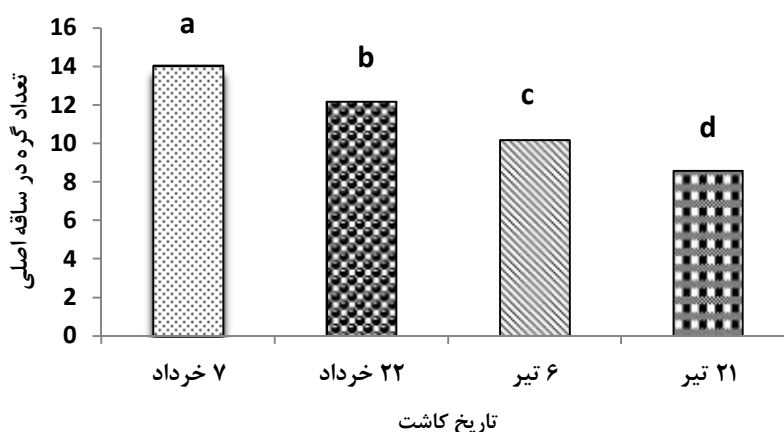 تعداد گره در ساقه اصلی
16
14
12
10
8
6
4
2
0
a
b
c
d
۷ خرداد
۲۲ خرداد
۶ تیر
۲۱ تیر
تاریخ کاشت